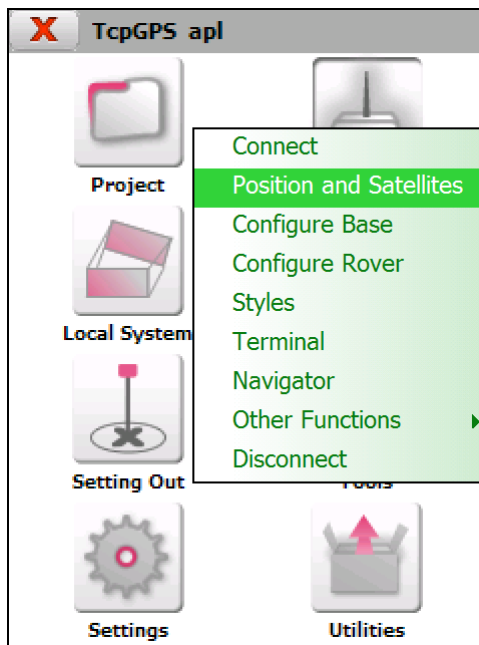 X TcpGPS apl
Project
Connect
Position and Satellites
Configure Base
Configure Rover
Styles
Local System
Terminal
Navigator
Other Functions
Disconnect
Setting Out
Tools
Settings
Utilities